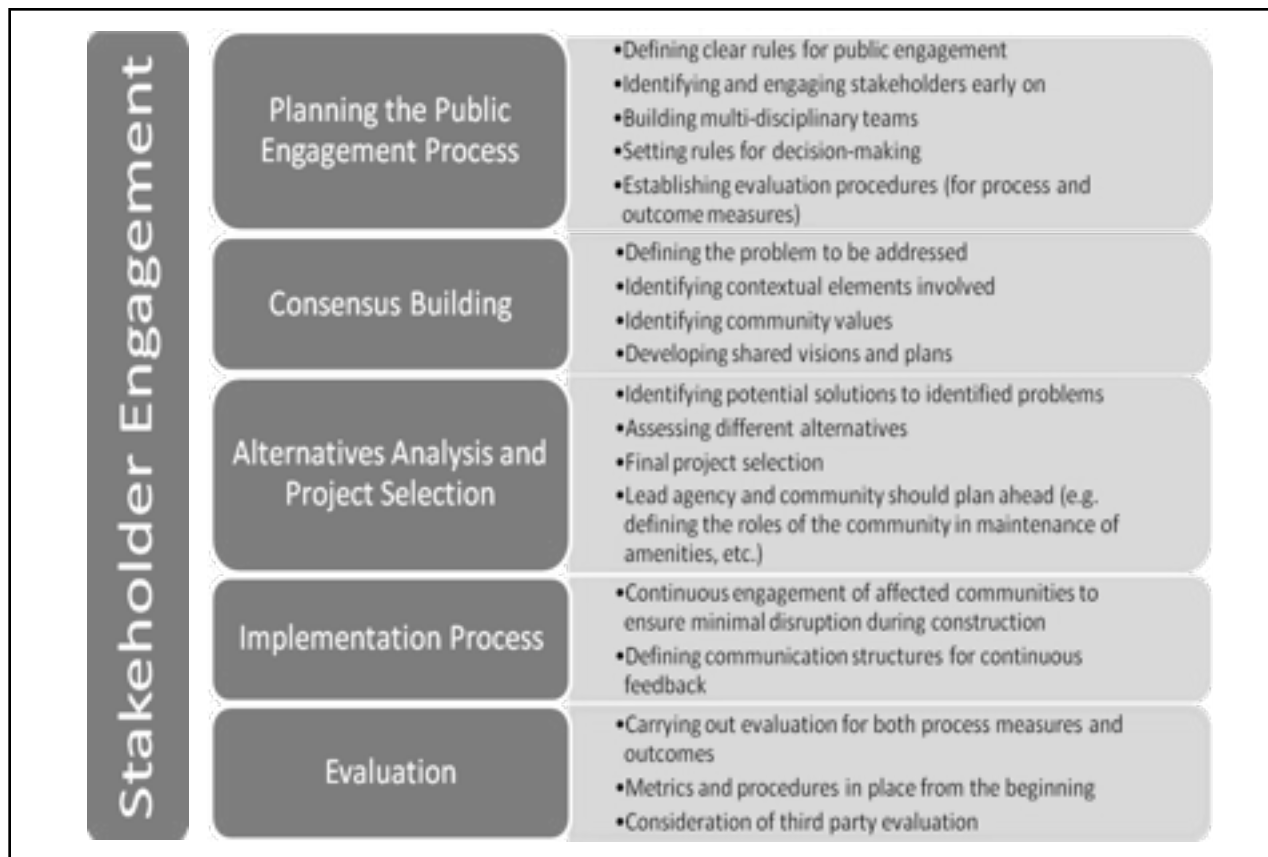 Stakeholder Engagement
Planning the Public
Engagement Process
•Defining clear rules for public engagement
•Identifying and engaging stakeholders early on
•Building multi-disciplinary teams
•Setting rules for decision-making
•Establishing evaluation procedures (for process and
outcome measures)
Consensus Building
•Defining the problem to be addressed
•Identifying contextual elements involved
•Identifying community values
•Developing shared visions and plans
Alternatives Analysis and
Project Selection
•Identifying potential solutions to identified problems
•Assessing different alternatives
•Final project selection
•Lead agency and community should plan ahead (e.g.
defining the roles of the community in maintenance of
amenities, etc.)
Implementation Process
•Continuous engagement of affected communities to
ensure minimal disruption during construction
•Defining communication structures for continuous
feedback
Evaluation
•Carrying out evaluation for both process measures and
outcomes
•Metrics and procedures in place from the beginning
•Consideration of third party evaluation